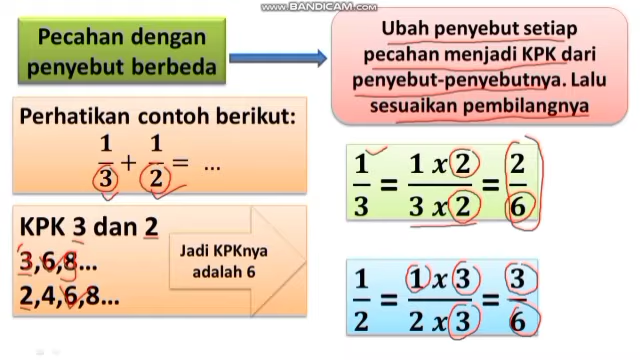 WWW.BANDICAM.COM
Pecahan dengan
penyebut berbeda
Ubah penyebut setiap
pecahan menjadi KPK dari
penyebut-penyebutnya. Lalu
sesuaikan pembilangnya
Perhatikan contoh berikut:
1/3 + 1/2 = ...
KPK 3 dan 2
3,6,8...
2,4,6,8...
Jadi KPKnya
adalah 6
1/3 = 1 x 2 / 3 x 2 = 2/6
1/2 = 1 x 3 / 2 x 3 = 3/6